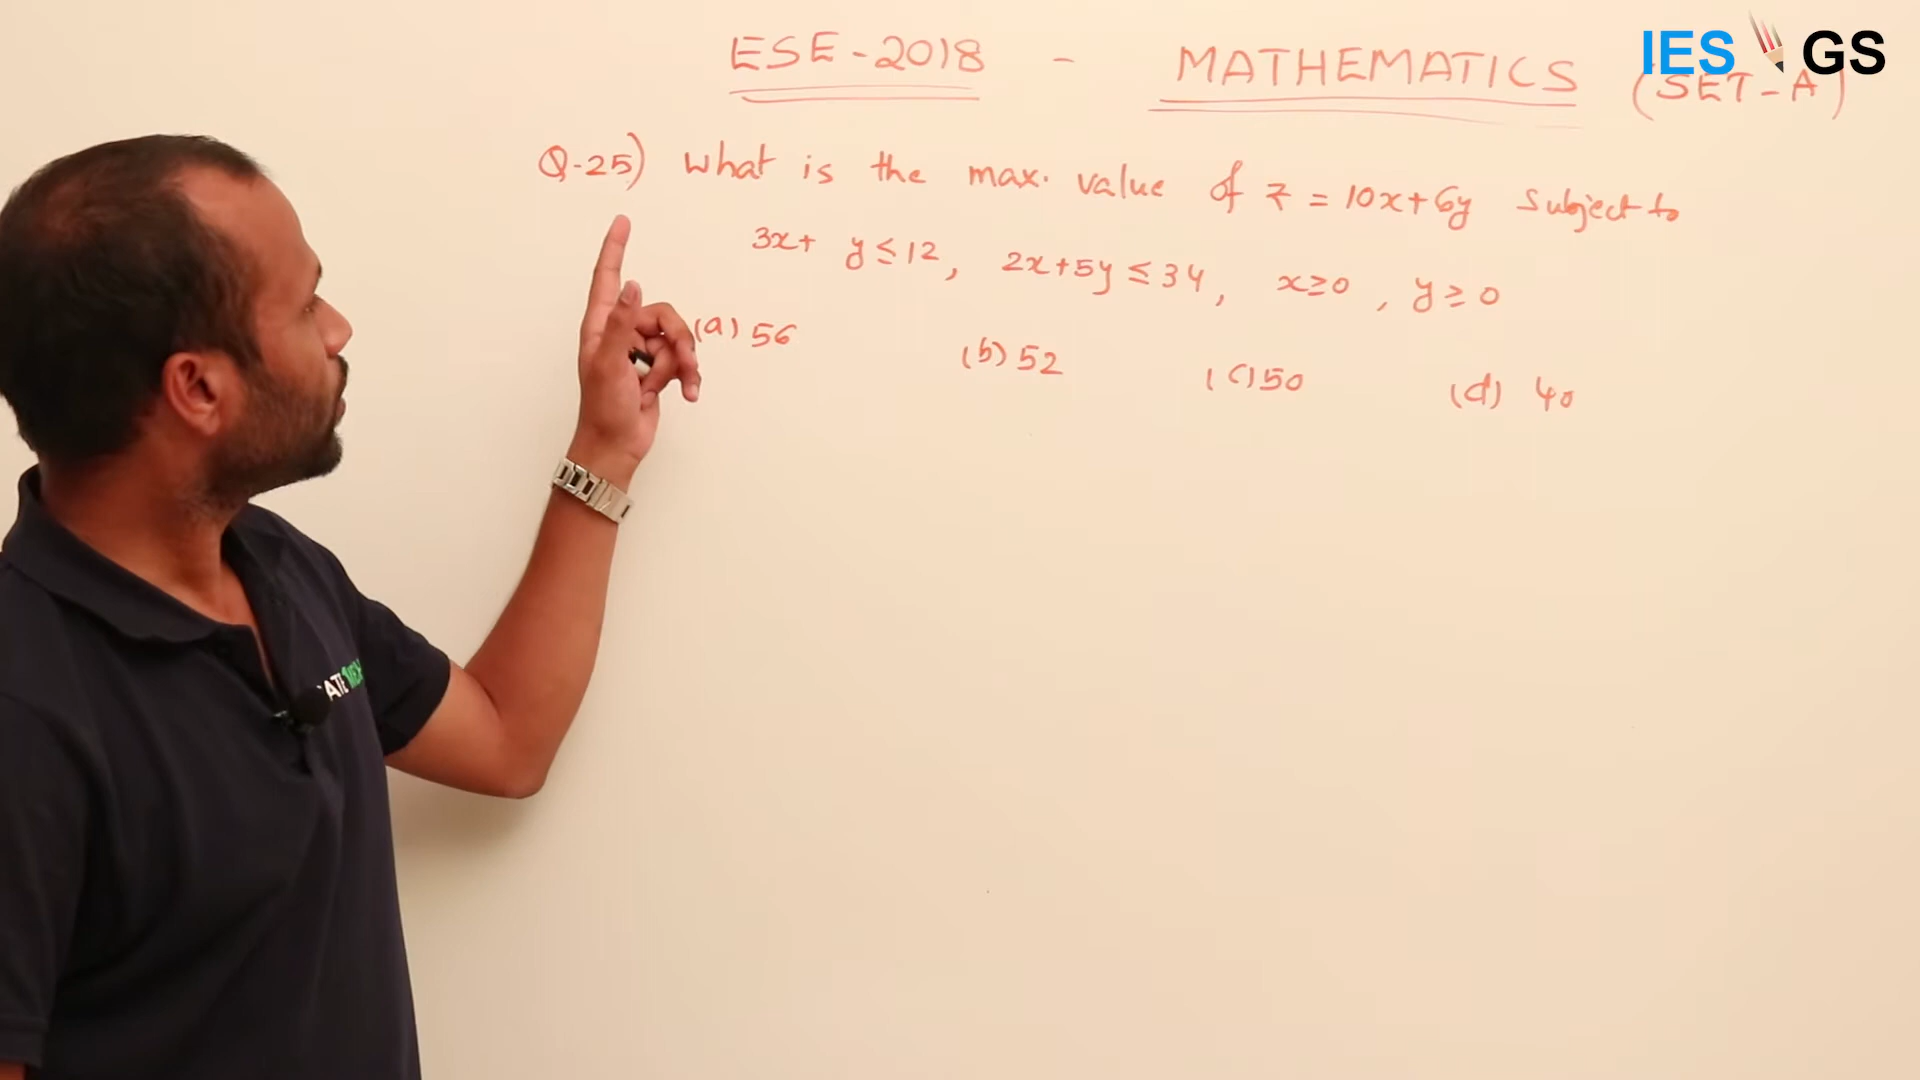 ESE-2018 - MATHEMATICS (SET-A)
IES GS
Q-25) What is the max. value of z = 10x+6y Subject to
3x+ y ≤ 12, 2x+5y ≤ 34, x≥0, y≥0
(a) 56 (b) 52 (c) 50 (d) 40